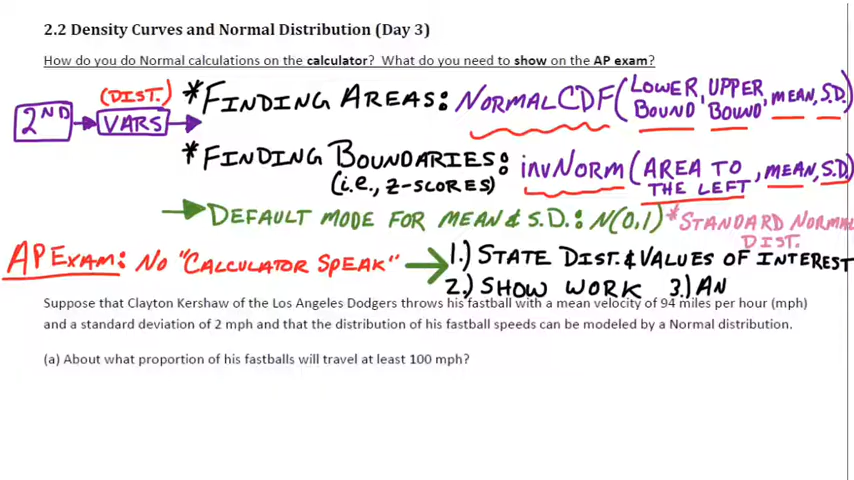 2.2 Density Curves and Normal Distribution (Day 3)
How do you do Normal calculations on the calculator? What do you need to show on the AP exam?
(DIST.) *FINDING AREAS: NORMALCDF(LOWER BOUND, UPPER BOUND, MEAN, S.D.)
2ND → VARS →
*FINDING BOUNDARIES: invNORM(AREA TO THE LEFT, MEAN, S.D.)
(i.e., Z-SCORES)
→ DEFAULT MODE FOR MEAN & S.D.: N(0,1) *STANDARD NORMAL DIST.
AP EXAM: NO "CALCULATOR SPEAK" → 1.) STATE DIST. & VALUES OF INTEREST
2.) SHOW WORK 3.) AN
Suppose that Clayton Kershaw of the Los Angeles Dodgers throws his fastball with a mean velocity of 94 miles per hour (mph)
and a standard deviation of 2 mph and that the distribution of his fastball speeds can be modeled by a Normal distribution.
(a) About what proportion of his fastballs will travel at least 100 mph?